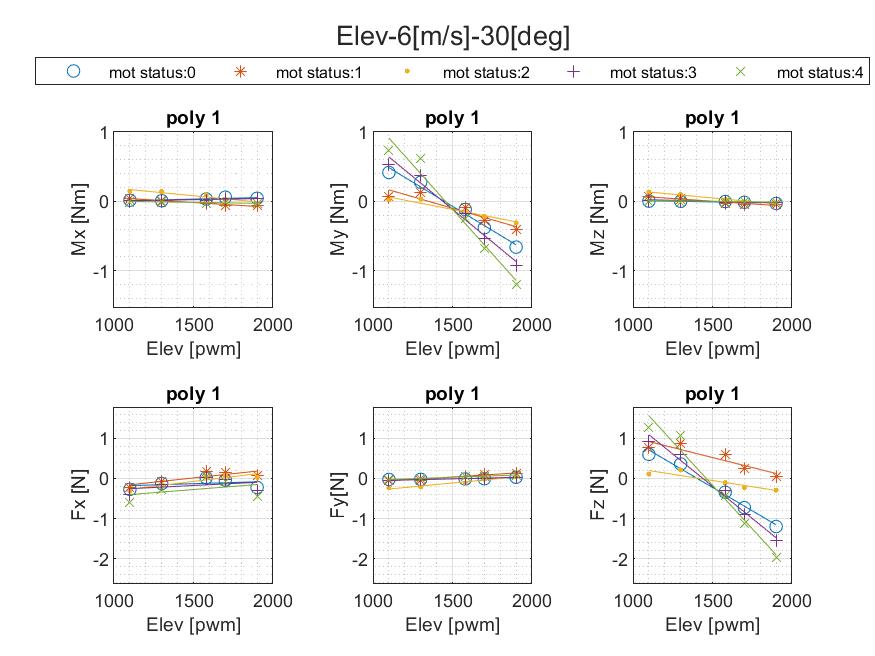 Elev-6[m/s]-30[deg]
mot status:0 mot status:1 mot status:2 mot status:3 mot status:4
poly 1 poly 1 poly 1
1 1 1
0 0 0
-1 -1 -1
Mx [Nm] My [Nm] Mz [Nm]
1000 1500 2000 1000 1500 2000 1000 1500 2000
Elev [pwm] Elev [pwm] Elev [pwm]
poly 1 poly 1 poly 1
1 1 1
0 0 0
-1 -1 -1
-2 -2 -2
Fx [N] Fy[N] Fz [N]
1000 1500 2000 1000 1500 2000 1000 1500 2000
Elev [pwm] Elev [pwm] Elev [pwm]